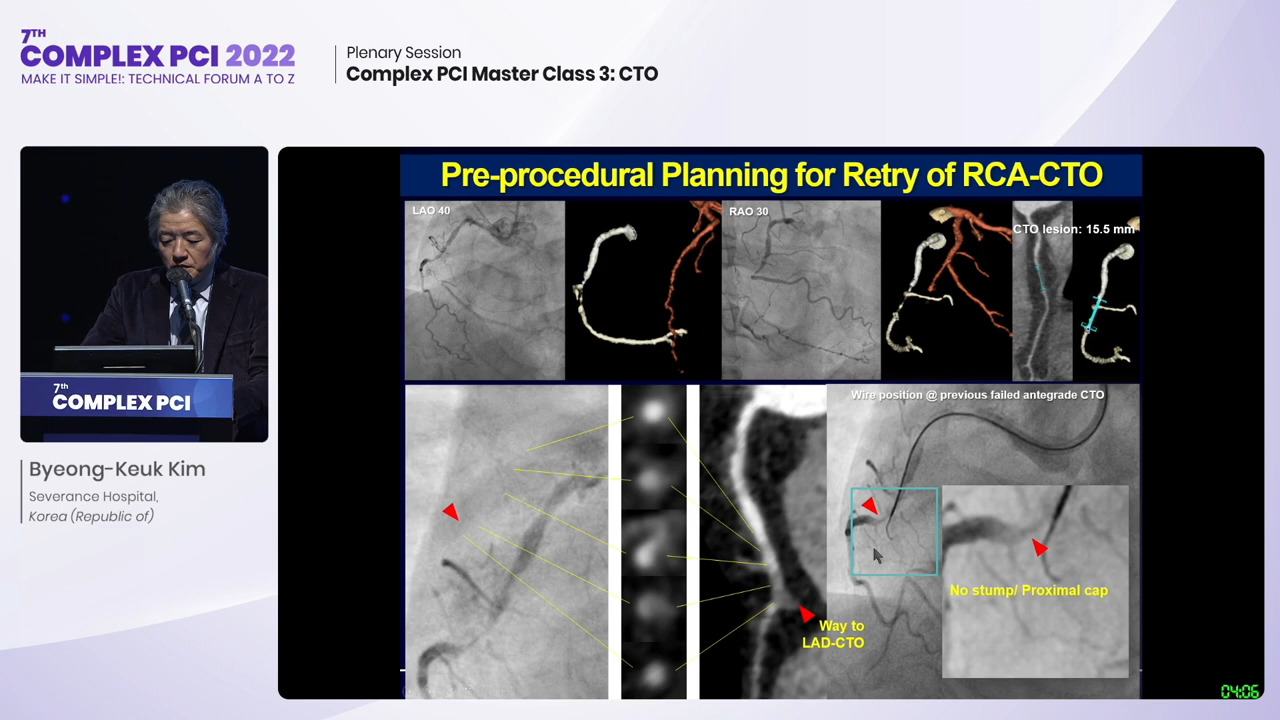 7TH
COMPLEX PCI 2022
MAKE IT SIMPLE!: TECHNICAL FORUM A TO Z
Plenary Session
Complex PCI Master Class 3: CTO
7th
COMPLEX PCI
Byeong-Keuk Kim
Severance Hospital,
Korea (Republic of)
Pre-procedural Planning for Retry of RCA-CTO
LAO 40
RAO 30
CTO lesion: 15.5 mm
Wire position @ previous failed antegrade CTO
No stump/ Proximal cap
Way to
LAD-CTO
04:06